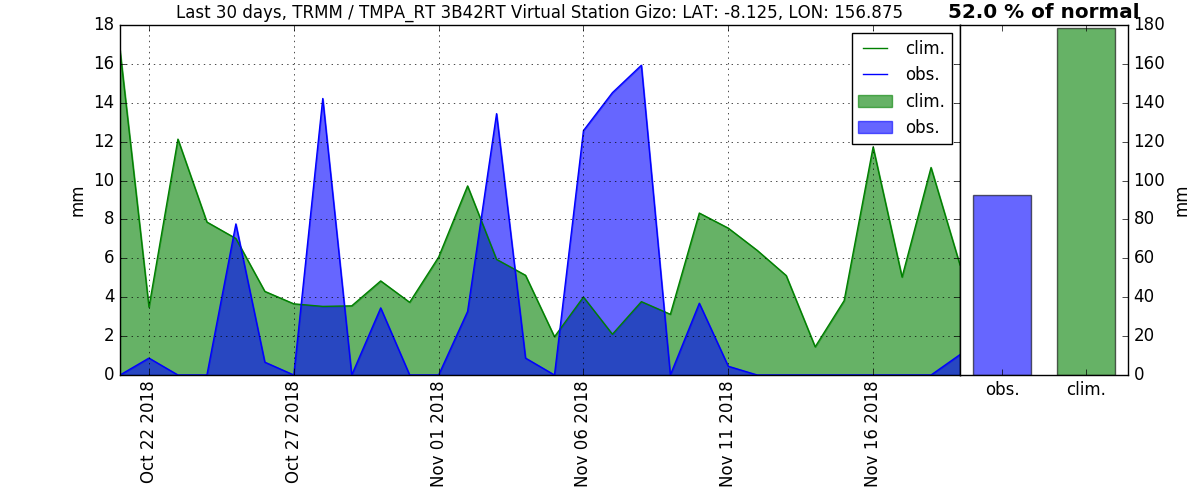 Last 30 days, TRMM / TMPA_RT 3B42RT Virtual Station Gizo: LAT: -8.125, LON: 156.875
52.0 % of normal
18
16
14
12
10
8
6
4
2
0
mm
clim.
obs.
clim.
obs.
Oct 22 2018
Oct 27 2018
Nov 01 2018
Nov 06 2018
Nov 11 2018
Nov 16 2018
180
160
140
120
100
80
60
40
20
0
mm
obs.
clim.